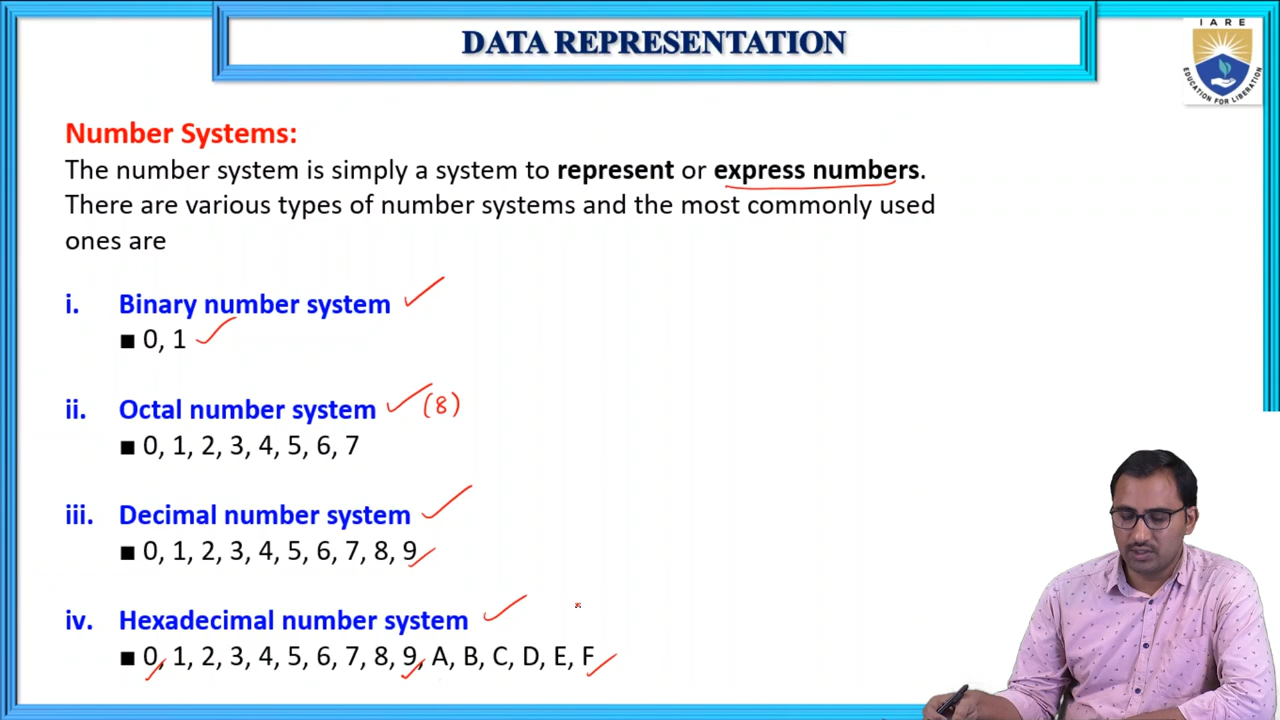 DATA REPRESENTATION
IARE
EDUCATION FOR LIBERATION
Number Systems:
The number system is simply a system to represent or express numbers.
There are various types of number systems and the most commonly used
ones are
i. Binary number system
■ 0, 1
ii. Octal number system (8)
■ 0, 1, 2, 3, 4, 5, 6, 7
iii. Decimal number system
■ 0, 1, 2, 3, 4, 5, 6, 7, 8, 9
iv. Hexadecimal number system
■ 0, 1, 2, 3, 4, 5, 6, 7, 8, 9, A, B, C, D, E, F